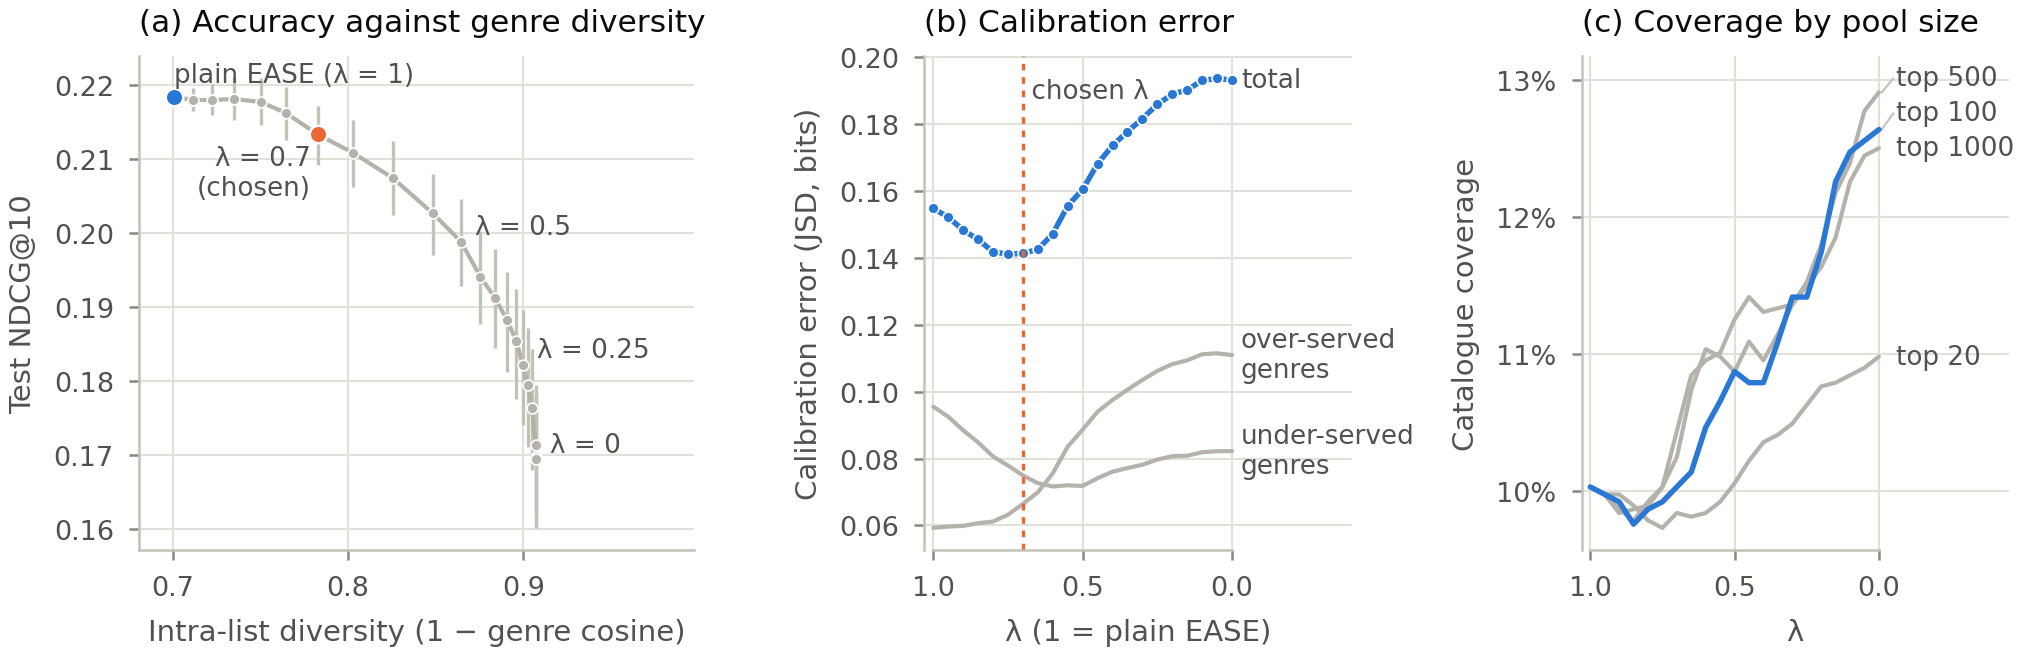 (a) Accuracy against genre diversity
0.22
0.21
0.20
0.19
0.18
0.17
0.16
Test NDCG@10
plain EASE (λ = 1)
λ = 0.7
(chosen)
λ = 0.5
λ = 0.25
λ = 0
0.7
0.8
0.9
Intra-list diversity (1 − genre cosine)
(b) Calibration error
0.20
0.18
0.16
0.14
0.12
0.10
0.08
0.06
Calibration error (JSD, bits)
chosen λ
total
over-served
genres
under-served
genres
1.0
0.5
0.0
λ (1 = plain EASE)
(c) Coverage by pool size
13%
12%
11%
10%
Catalogue coverage
top 500
top 100
top 1000
top 20
1.0
0.5
0.0
λ